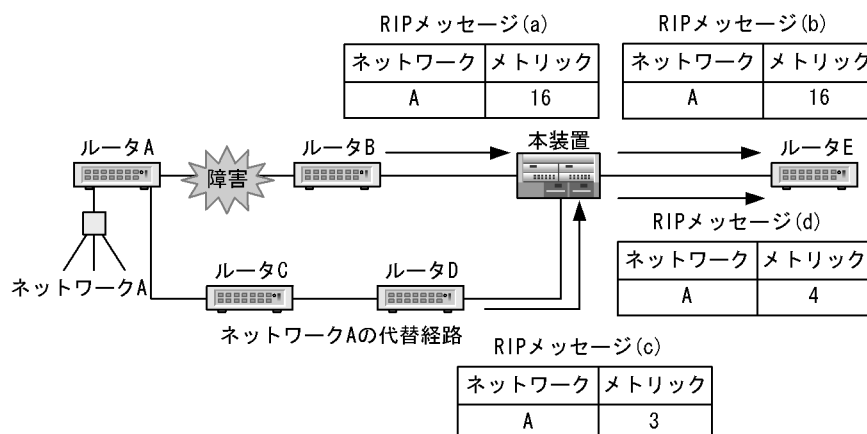 RIPメッセージ(a)
ネットワーク メトリック
A 16
RIPメッセージ(b)
ネットワーク メトリック
A 16
ルータA
障害
ルータB
本装置
ルータE
ネットワークA
ルータC
ルータD
ネットワークAの代替経路
RIPメッセージ(d)
ネットワーク メトリック
A 4
RIPメッセージ(c)
ネットワーク メトリック
A 3